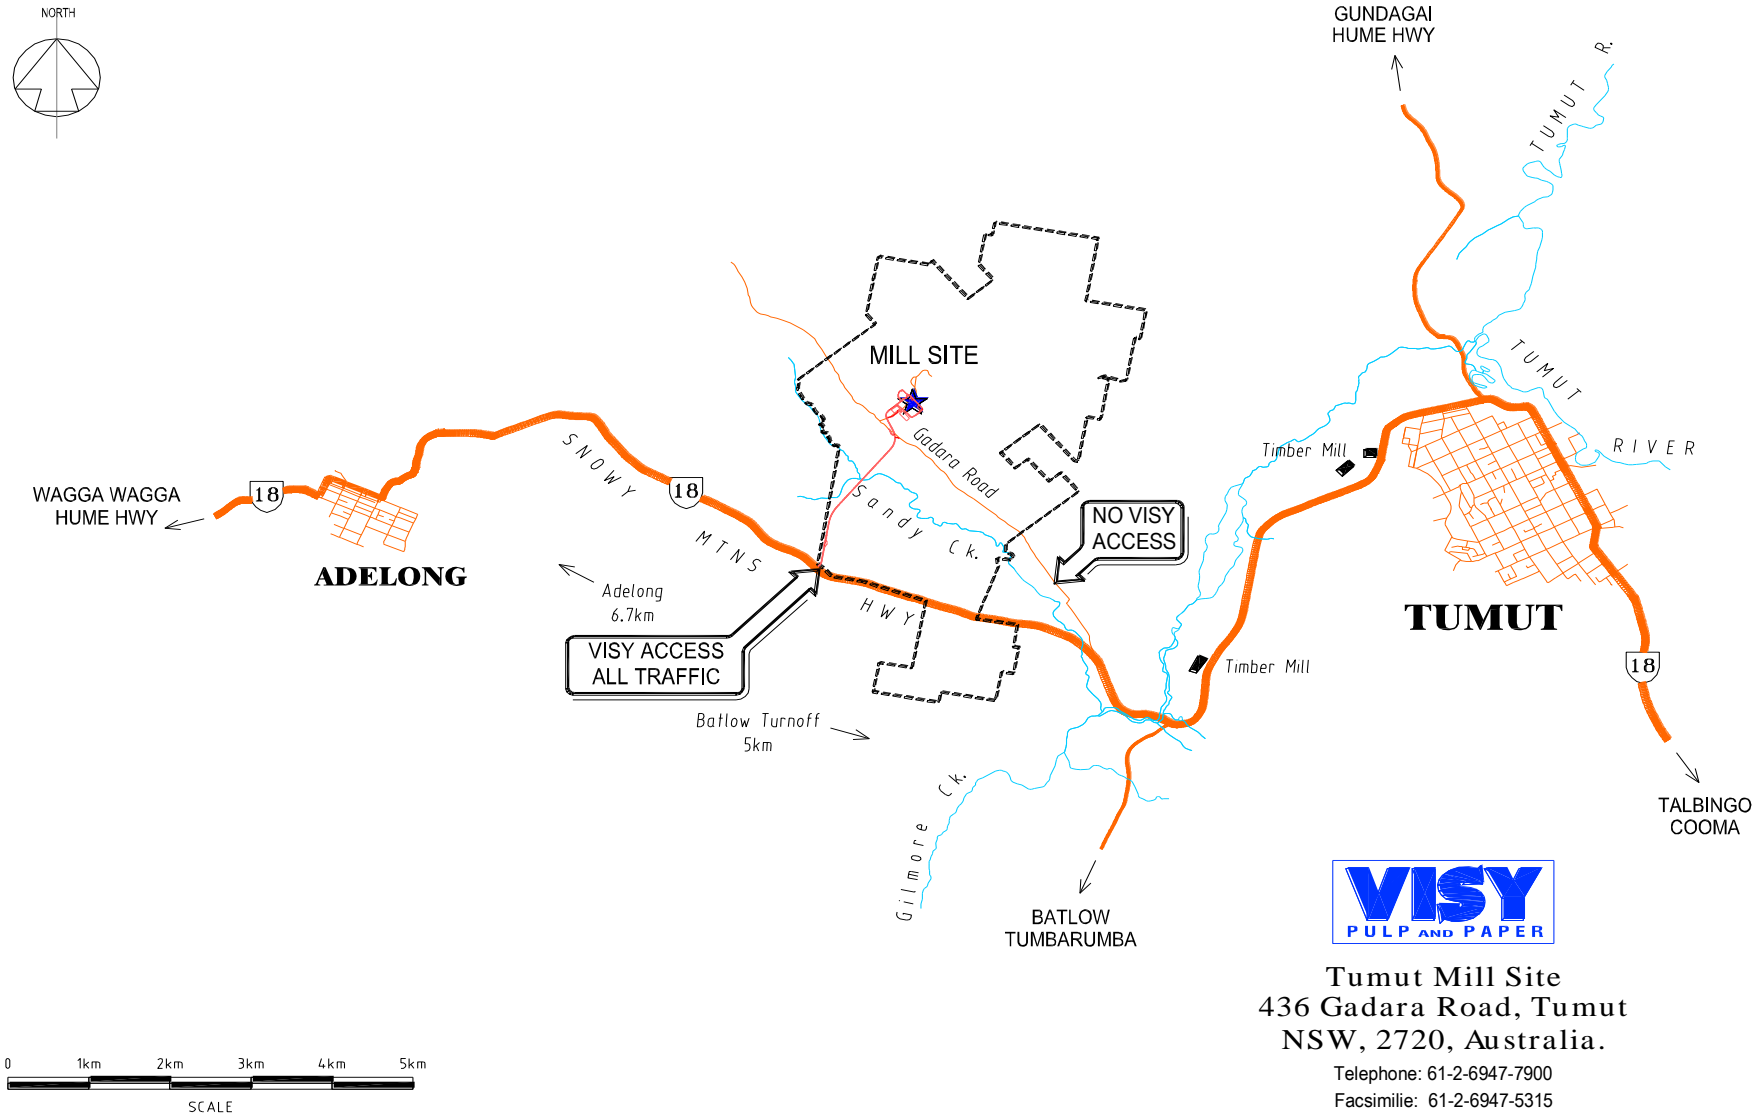 NORTH
GUNDAGAI
HUME HWY
TUMUT R.
MILL SITE
TUMUT
RIVER
Timber Mill
Gadara Road
Sandy Ck.
SNOWY
MTNS
HWY
18
18
WAGGA WAGGA
HUME HWY
ADELONG
NO VISY
ACCESS
Adelong
6.7km
TUMUT
VISY ACCESS
ALL TRAFFIC
Timber Mill
18
Batlow Turnoff
5km
Gilmore Ck.
TALBINGO
COOMA
BATLOW
TUMBARUMBA
VISY
PULP AND PAPER
Tumut Mill Site
436 Gadara Road, Tumut
NSW, 2720, Australia.
Telephone: 61-2-6947-7900
Facsimilie: 61-2-6947-5315
0 1km 2km 3km 4km 5km
SCALE